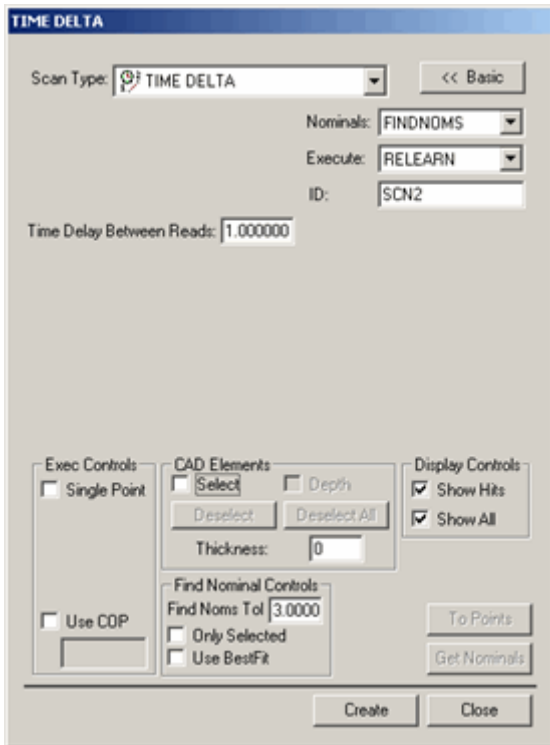 TIME DELTA
Scan Type: TIME DELTA << Basic
Nominals: FINDNOMS
Execute: RELEARN
ID: SCN2
Time Delay Between Reads: 1.000000
Exec Controls
Single Point
Use COP
CAD Elements
Select Depth
Deselect Deselect All
Thickness: 0
Display Controls
Show Hits
Show All
Find Nominal Controls
Find Noms Tol 3.0000
Only Selected
Use BestFit
To Points
Get Nominals
Create Close